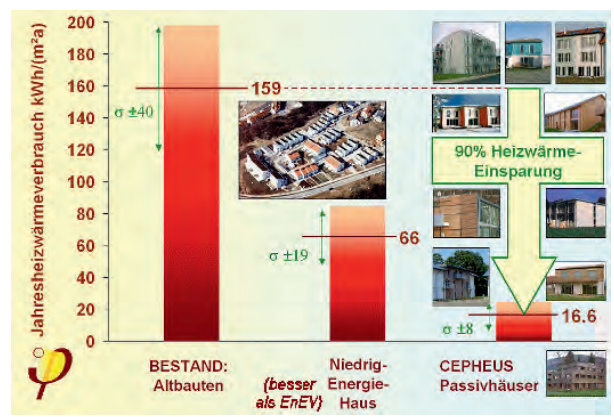 Jahresheizwärmeverbrauch kWh/(m²a)
200
180
160
140
120
100
80
60
40
20
0
159
σ ±40
66
σ ±19
90% Heizwärme-
Einsparung
16.6
σ ±8
BESTAND:
Altbauten
(besser
als EnEV)
Niedrig-
Energie-
Haus
CEPHEUS
Passivhäuser